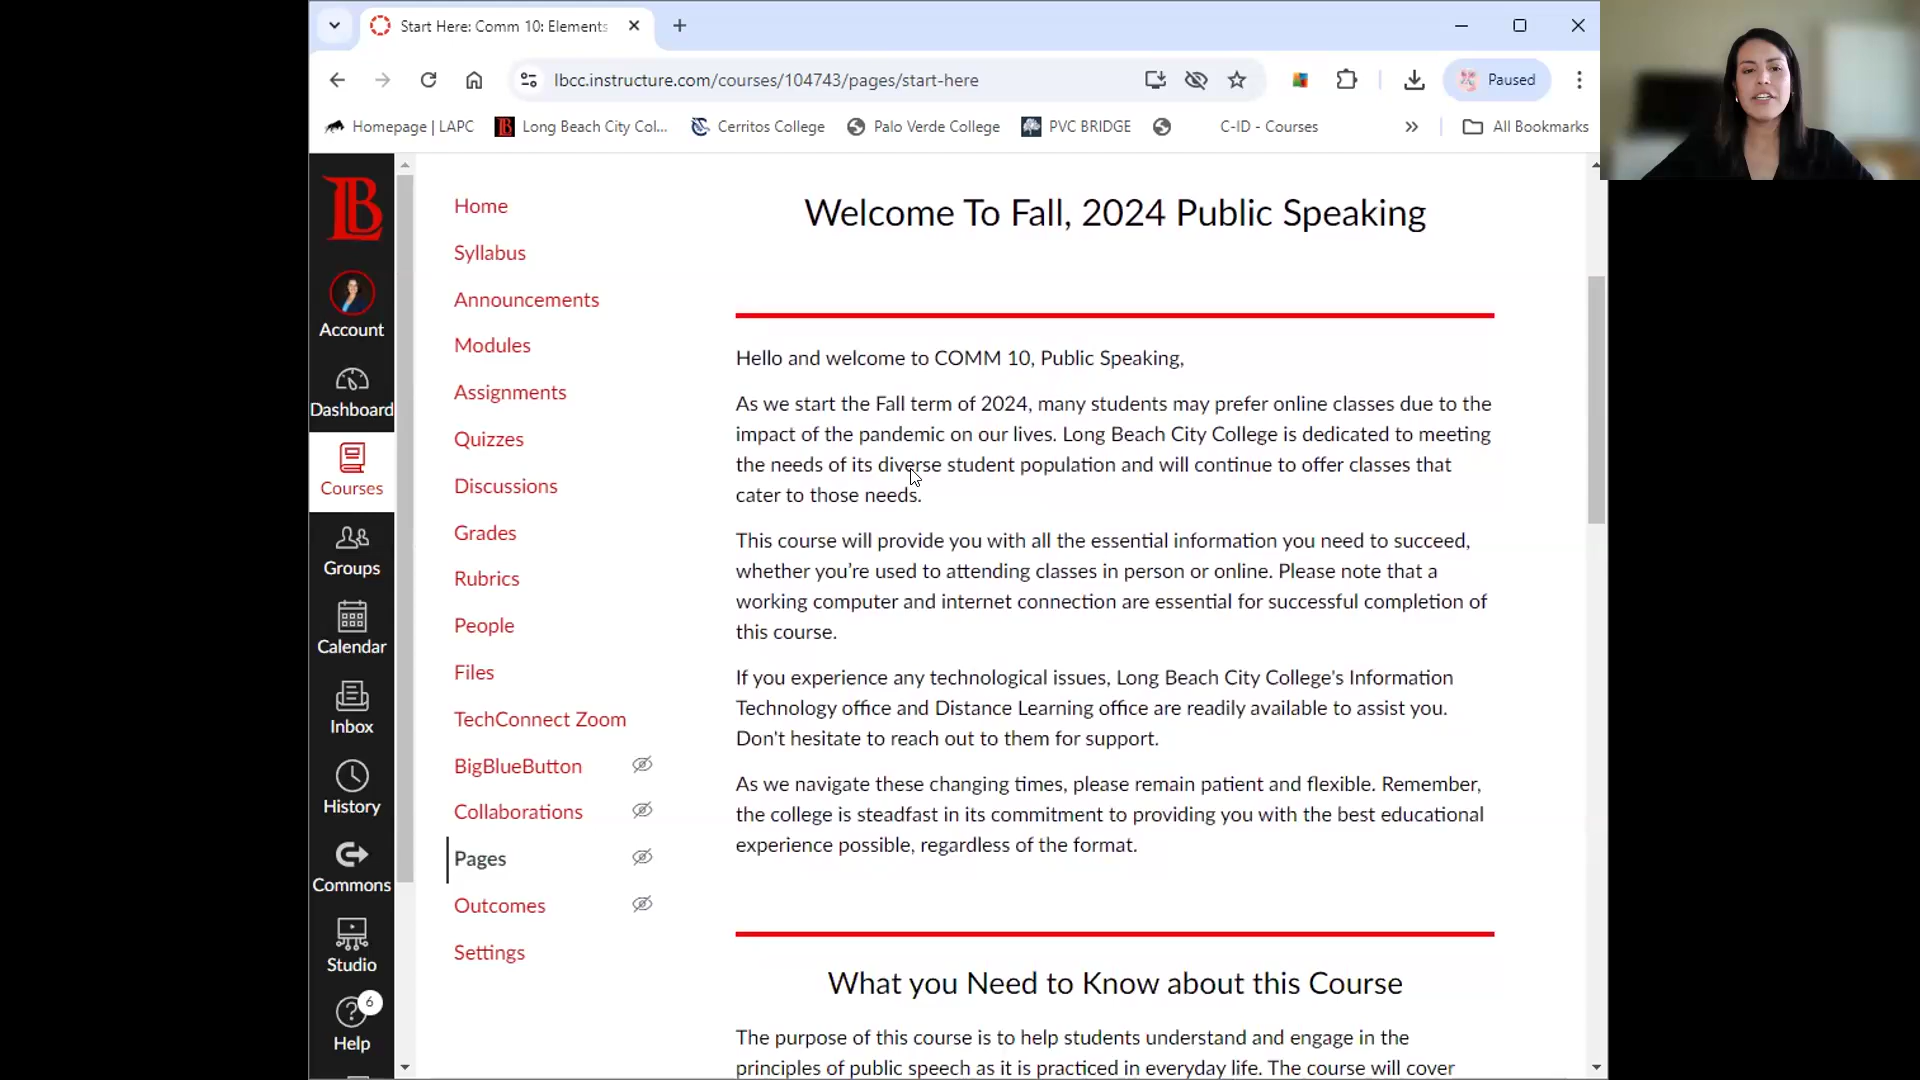 Start Here: Comm 10: Elements
lbcc.instructure.com/courses/104743/pages/start-here
Paused
Homepage | LAPC
Long Beach City Col...
Cerritos College
Palo Verde College
PVC BRIDGE
C-ID - Courses
»
All Bookmarks
LB
Account
Dashboard
Courses
Groups
Calendar
Inbox
History
Commons
Studio
6
Help
Home
Syllabus
Announcements
Modules
Assignments
Quizzes
Discussions
Grades
Rubrics
People
Files
TechConnect Zoom
BigBlueButton
Collaborations
Pages
Outcomes
Settings
Welcome To Fall, 2024 Public Speaking
Hello and welcome to COMM 10, Public Speaking,
As we start the Fall term of 2024, many students may prefer online classes due to the
impact of the pandemic on our lives. Long Beach City College is dedicated to meeting
the needs of its diverse student population and will continue to offer classes that
cater to those needs.
This course will provide you with all the essential information you need to succeed,
whether you’re used to attending classes in person or online. Please note that a
working computer and internet connection are essential for successful completion of
this course.
If you experience any technological issues, Long Beach City College's Information
Technology office and Distance Learning office are readily available to assist you.
Don't hesitate to reach out to them for support.
As we navigate these changing times, please remain patient and flexible. Remember,
the college is steadfast in its commitment to providing you with the best educational
experience possible, regardless of the format.
What you Need to Know about this Course
The purpose of this course is to help students understand and engage in the
principles of public speech as it is practiced in everyday life. The course will cover